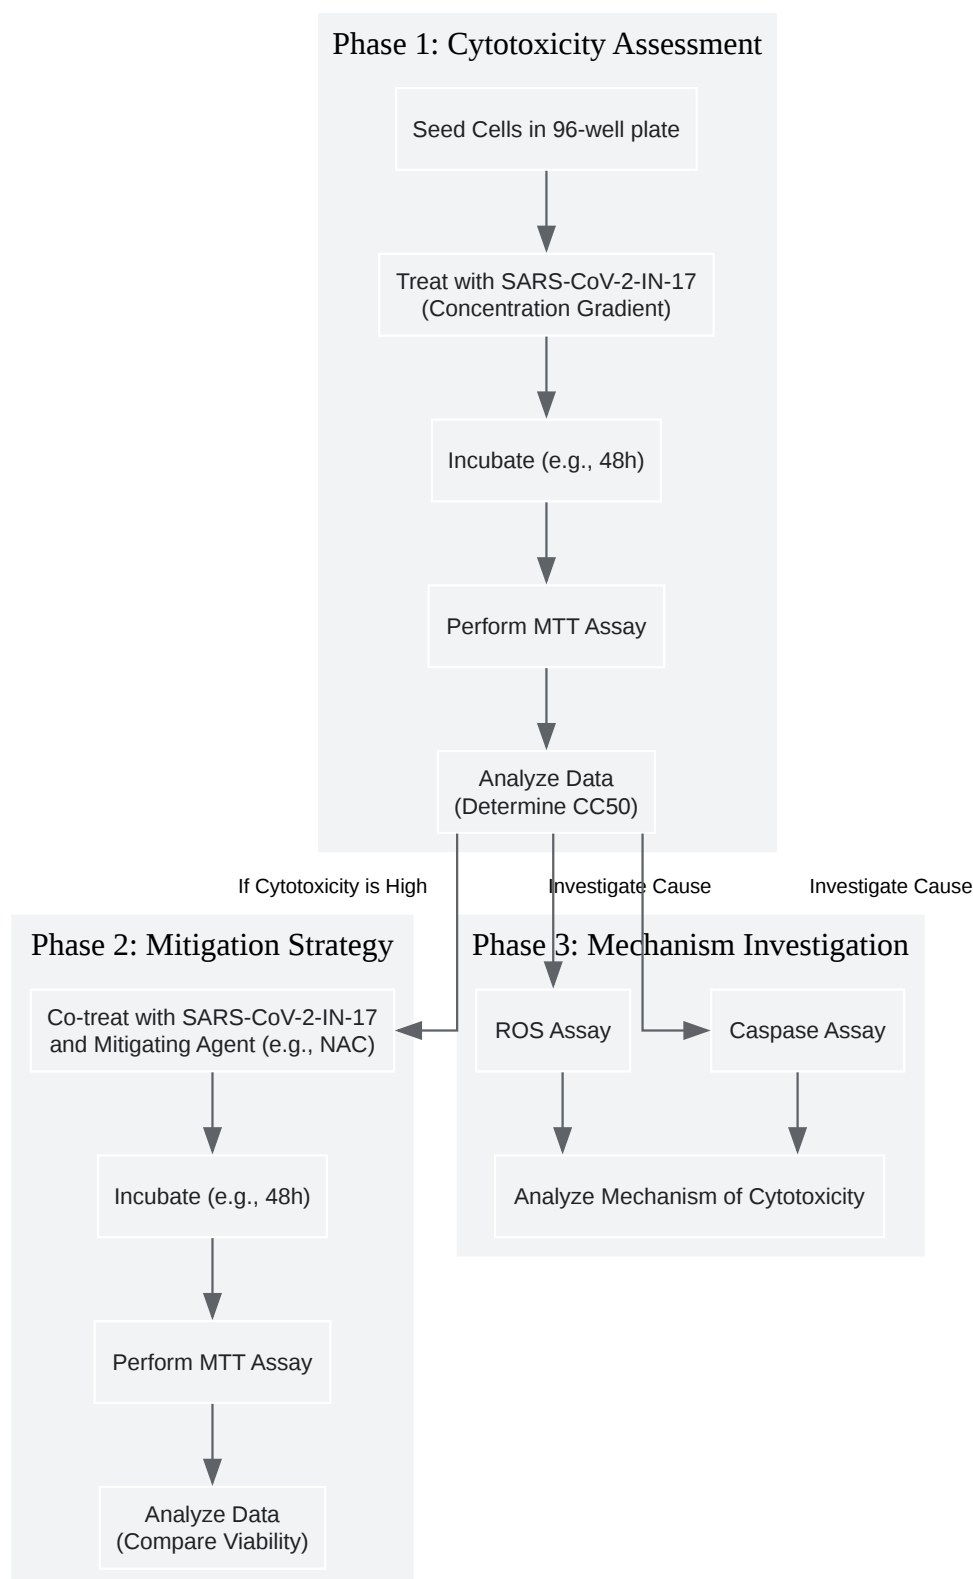 Phase 1: Cytotoxicity Assessment
Seed Cells in 96-well plate
Treat with SARS-CoV-2-IN-17
(Concentration Gradient)
Incubate (e.g., 48h)
Perform MTT Assay
Analyze Data
(Determine CC50)
If Cytotoxicity is High
Investigate Cause
Investigate Cause
Phase 2: Mitigation Strategy
Co-treat with SARS-CoV-2-IN-17
and Mitigating Agent (e.g., NAC)
Incubate (e.g., 48h)
Perform MTT Assay
Analyze Data
(Compare Viability)
Phase 3: Mechanism Investigation
ROS Assay
Caspase Assay
Analyze Mechanism of Cytotoxicity